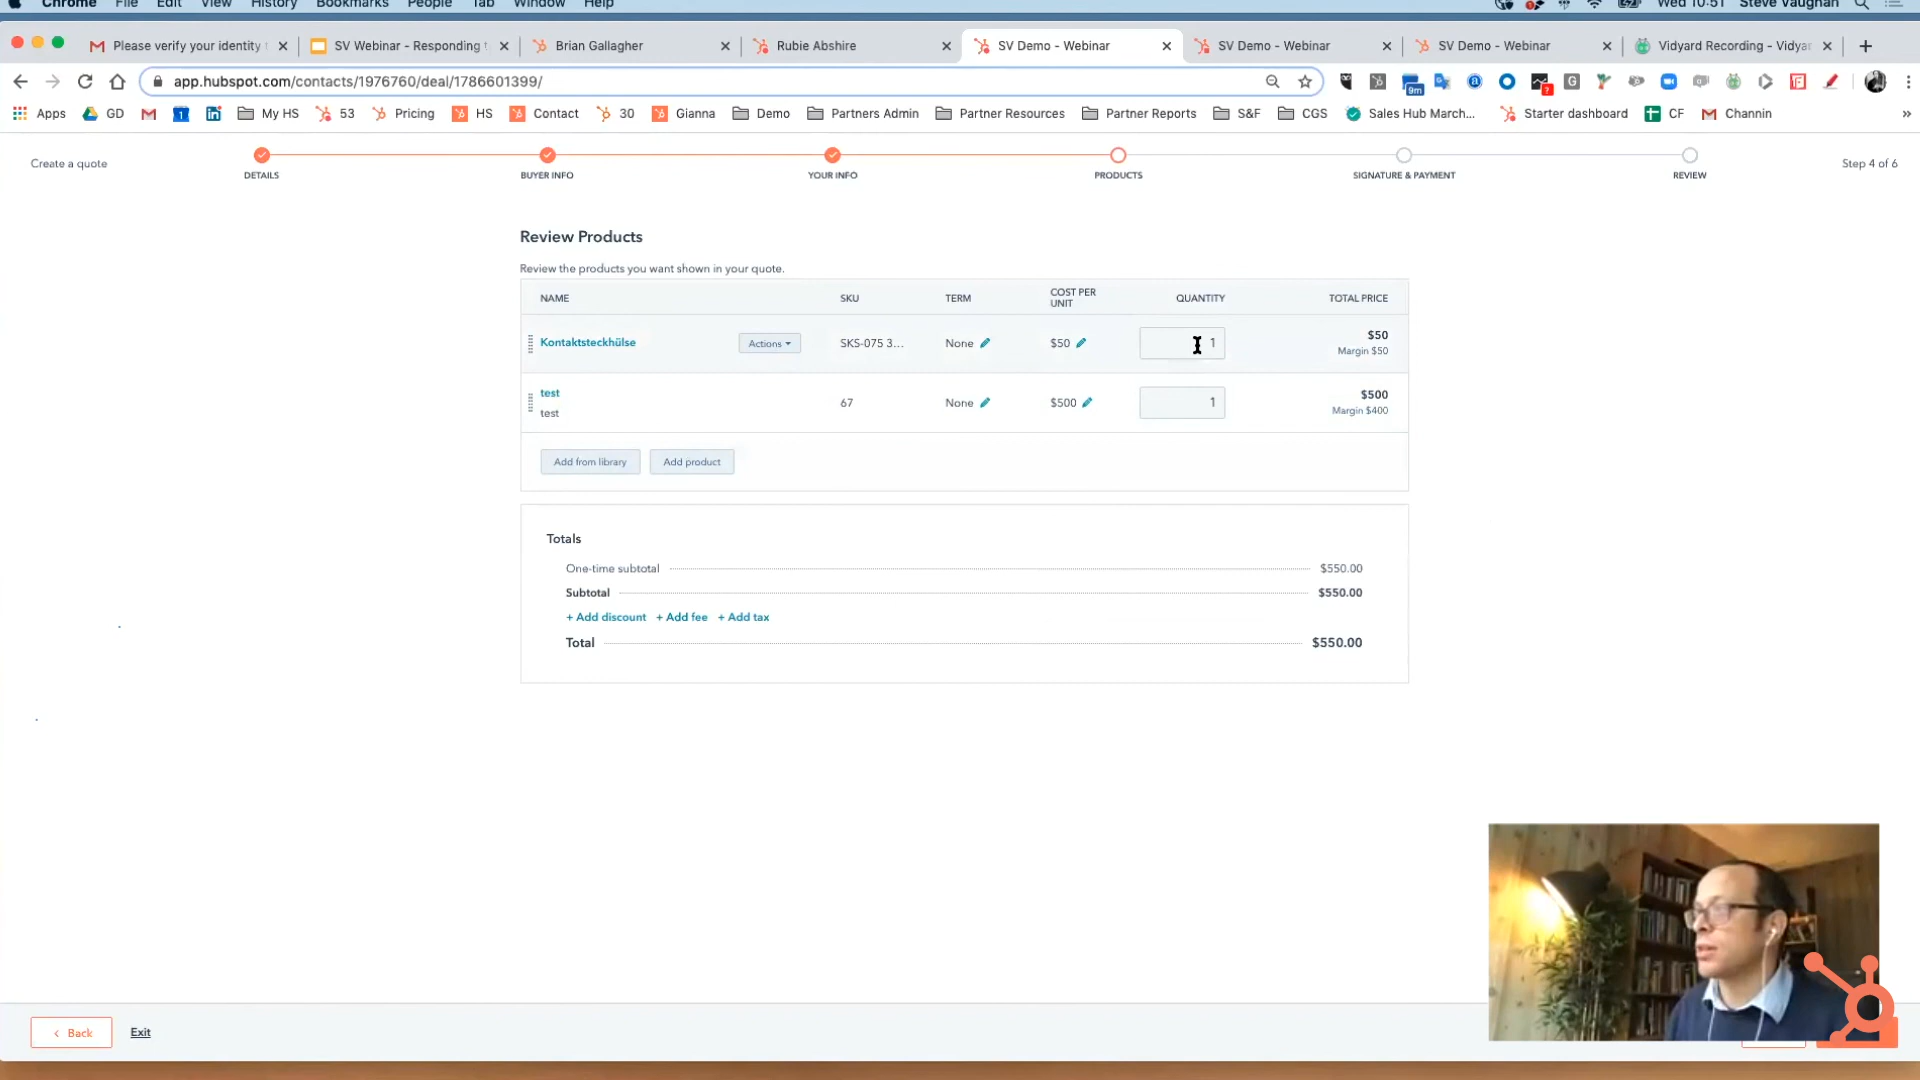 Chrome File Edit View History Bookmarks People Tab Window Help Wed 10:51 Steve Vaughan
Please verify your identity SV Webinar - Responding Brian Gallagher Rubie Abshire SV Demo - Webinar SV Demo - Webinar SV Demo - Webinar Vidyard Recording - Vidyar
app.hubspot.com/contacts/1976760/deal/1786601399/
9m
Apps GD My HS 53 Pricing HS Contact 30 Gianna Demo Partners Admin Partner Resources Partner Reports S&F CGS Sales Hub March... Starter dashboard CF Channin »
Create a quote
DETAILS BUYER INFO YOUR INFO PRODUCTS SIGNATURE & PAYMENT REVIEW
Step 4 of 6
Review Products
Review the products you want shown in your quote.
NAME SKU TERM COST PER UNIT QUANTITY TOTAL PRICE
Kontaktsteckhülse Actions SKS-075 3... None $50 1 $50
Margin $50
test 67 None $500 1 $500
test Margin $400
Add from library Add product
Totals
One-time subtotal $550.00
Subtotal $550.00
+ Add discount + Add fee + Add tax
Total $550.00
Back Exit